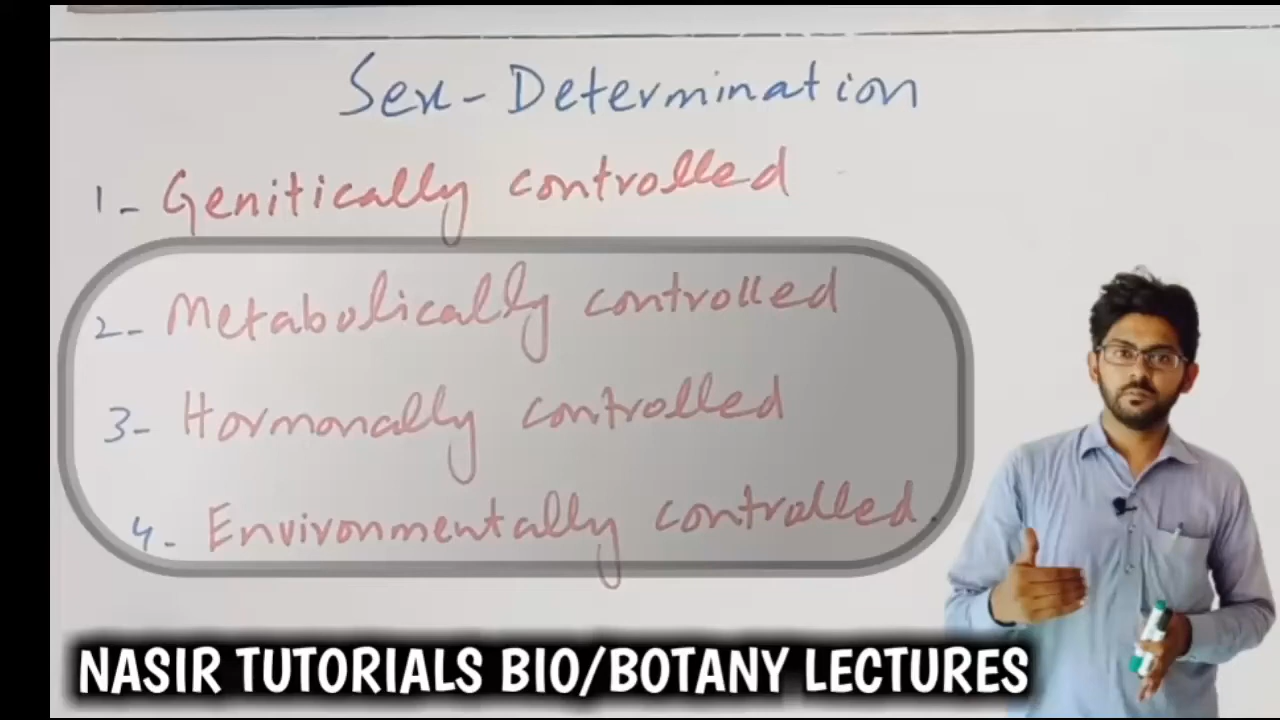 Sex-Determination
1- Genitically controlled
2- Metabolically controlled
3- Hormonally controlled
4- Environmentally controlled.
NASIR TUTORIALS BIO/BOTANY LECTURES